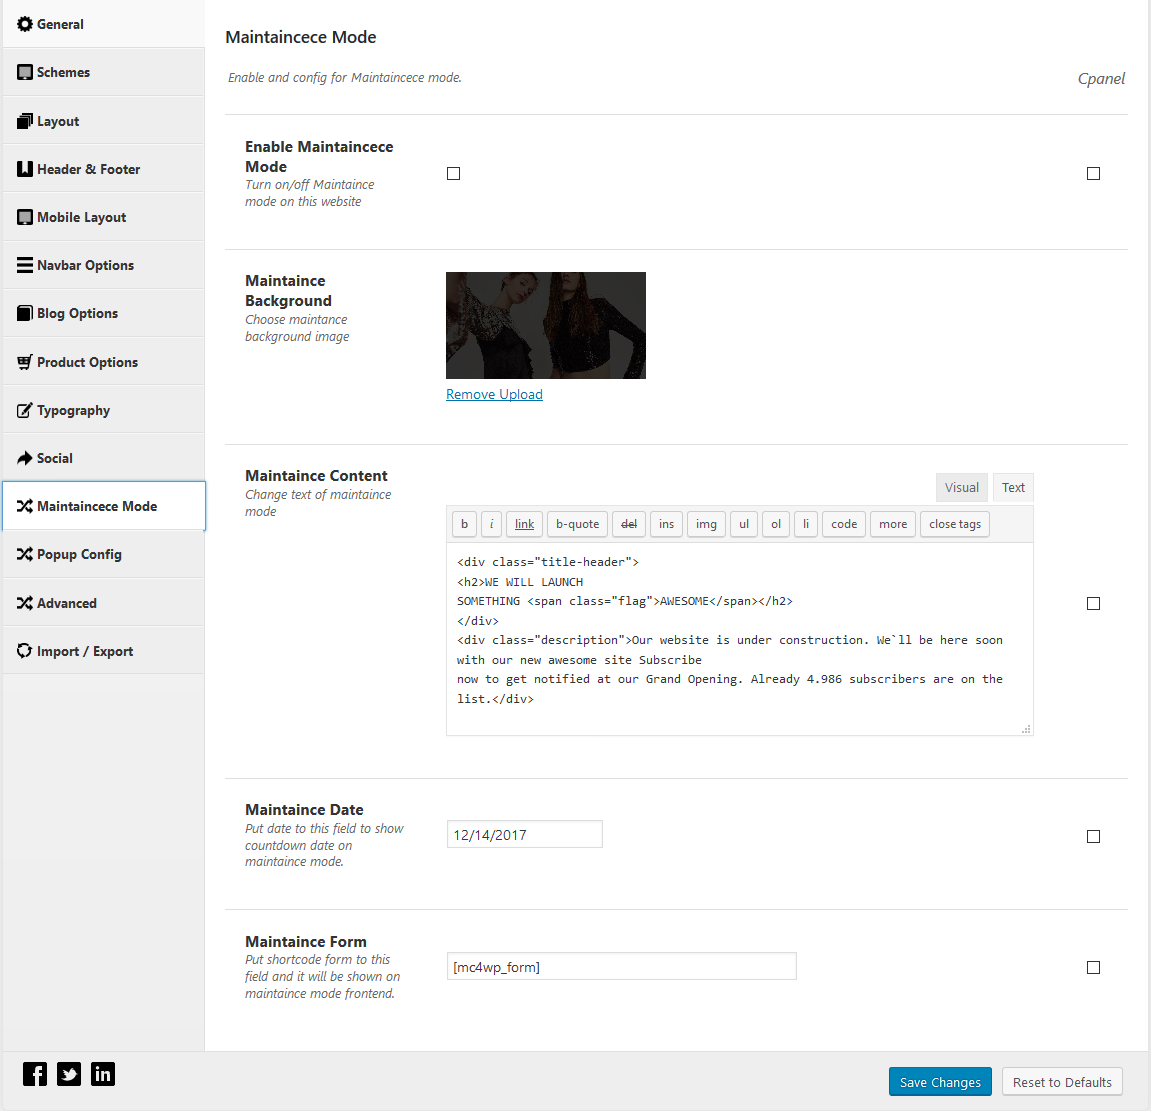 General
Schemes
Layout
Header & Footer
Mobile Layout
Navbar Options
Blog Options
Product Options
Typography
Social
Maintaincece Mode
Popup Config
Advanced
Import / Export
Maintaincece Mode
Enable and config for Maintaincece mode.
Cpanel
Enable Maintaincece
Mode
Turn on/off Maintaince
mode on this website
Maintaince
Background
Choose maintance
background image
Remove Upload
Maintaince Content
Change text of maintaince
mode
Visual Text
b i link b-quote del ins img ul ol li code more close tags
<div class="title-header">
<h2>WE WILL LAUNCH
SOMETHING <span class="flag">AWESOME</span></h2>
</div>
<div class="description">Our website is under construction. We`ll be here soon
with our new awesome site Subscribe
now to get notified at our Grand Opening. Already 4.986 subscribers are on the
list.</div>
Maintaince Date
Put date to this field to show
countdown date on
maintaince mode.
12/14/2017
Maintaince Form
Put shortcode form to this
field and it will be shown on
maintaince mode frontend.
[mc4wp_form]
Save Changes
Reset to Defaults